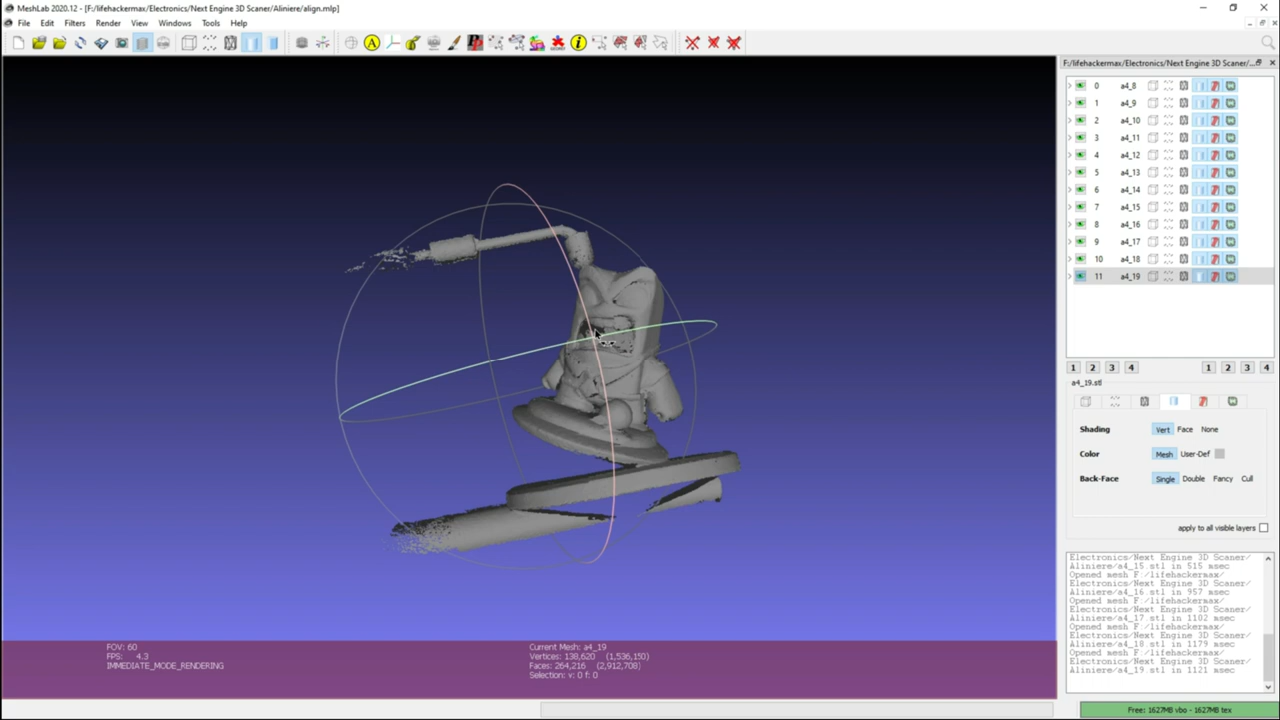 MeshLab 2020.12 - [F:/lifehackermax/Electronics/Next Engine 3D Scaner/Aliniere/align.mlp]
File Edit Filters Render View Windows Tools Help
F:/lifehackermax/Electronics/Next Engine 3D Scaner/...
0 a4_8
1 a4_9
2 a4_10
3 a4_11
4 a4_12
5 a4_13
6 a4_14
7 a4_15
8 a4_16
9 a4_17
10 a4_18
11 a4_19
1 2 3 4 1 2 3 4
a4_19.stl
Shading Vert Face None
Color Mesh User-Def
Back-Face Single Double Fancy Cull
apply to all visible layers
Electronics/Next Engine 3D Scaner/
Aliniere/a4_15.stl in 515 msec
Opened mesh F:/lifehackermax/
Electronics/Next Engine 3D Scaner/
Aliniere/a4_16.stl in 957 msec
Opened mesh F:/lifehackermax/
Electronics/Next Engine 3D Scaner/
Aliniere/a4_17.stl in 1102 msec
Opened mesh F:/lifehackermax/
Electronics/Next Engine 3D Scaner/
Aliniere/a4_18.stl in 1179 msec
Opened mesh F:/lifehackermax/
Electronics/Next Engine 3D Scaner/
Aliniere/a4_19.stl in 1121 msec
FOV: 60
FPS: 4.3
IMMEDIATE_MODE_RENDERING
Current Mesh: a4_19
Vertices: 138,620 (1,536,150)
Faces: 264,216 (2,912,708)
Selection: v: 0 f: 0
Free: 1627MB vbo - 1627MB tex